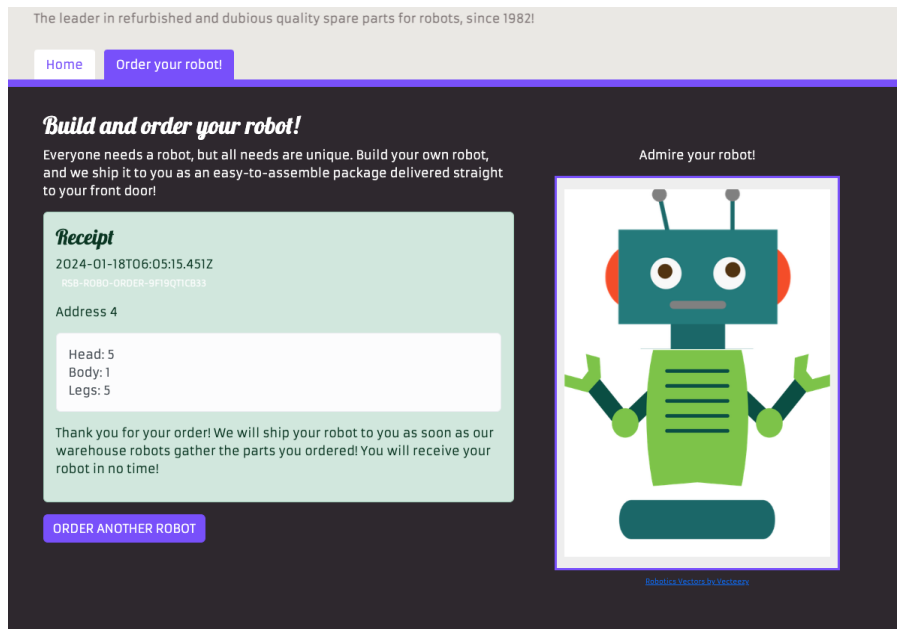 The leader in refurbished and dubious quality spare parts for robots, since 1982!
Home
Order your robot!
Build and order your robot!
Everyone needs a robot, but all needs are unique. Build your own robot,
and we ship it to you as an easy-to-assemble package delivered straight
to your front door!
Receipt
2024-01-18T06:05:15.451Z
RSB-ROBO-ORDER-9F19QT1CB33
Address 4
Head: 5
Body: 1
Legs: 5
Thank you for your order! We will ship your robot to you as soon as our
warehouse robots gather the parts you ordered! You will receive your
robot in no time!
ORDER ANOTHER ROBOT
Admire your robot!
Robotics Vectors by Vecteezy